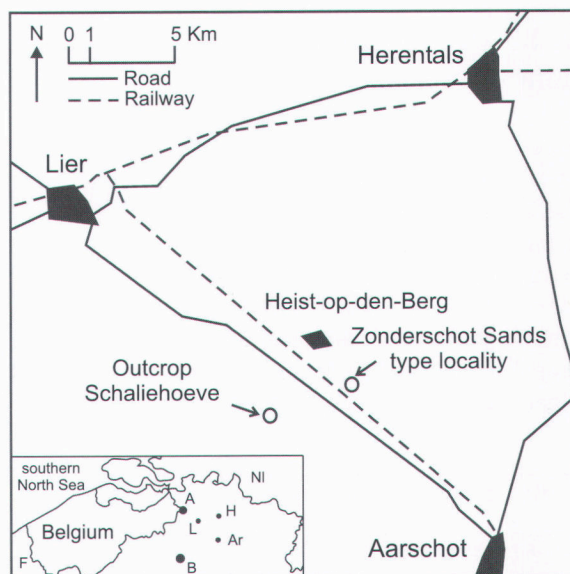 N
0 1 5 Km
Road
Railway
Herentals
Lier
Heist-op-den-Berg
Zonderschot Sands
type locality
Outcrop
Schaliehoeve
southern
North Sea
Nl
A
H
L
Belgium
Ar
F
B
Aarschot